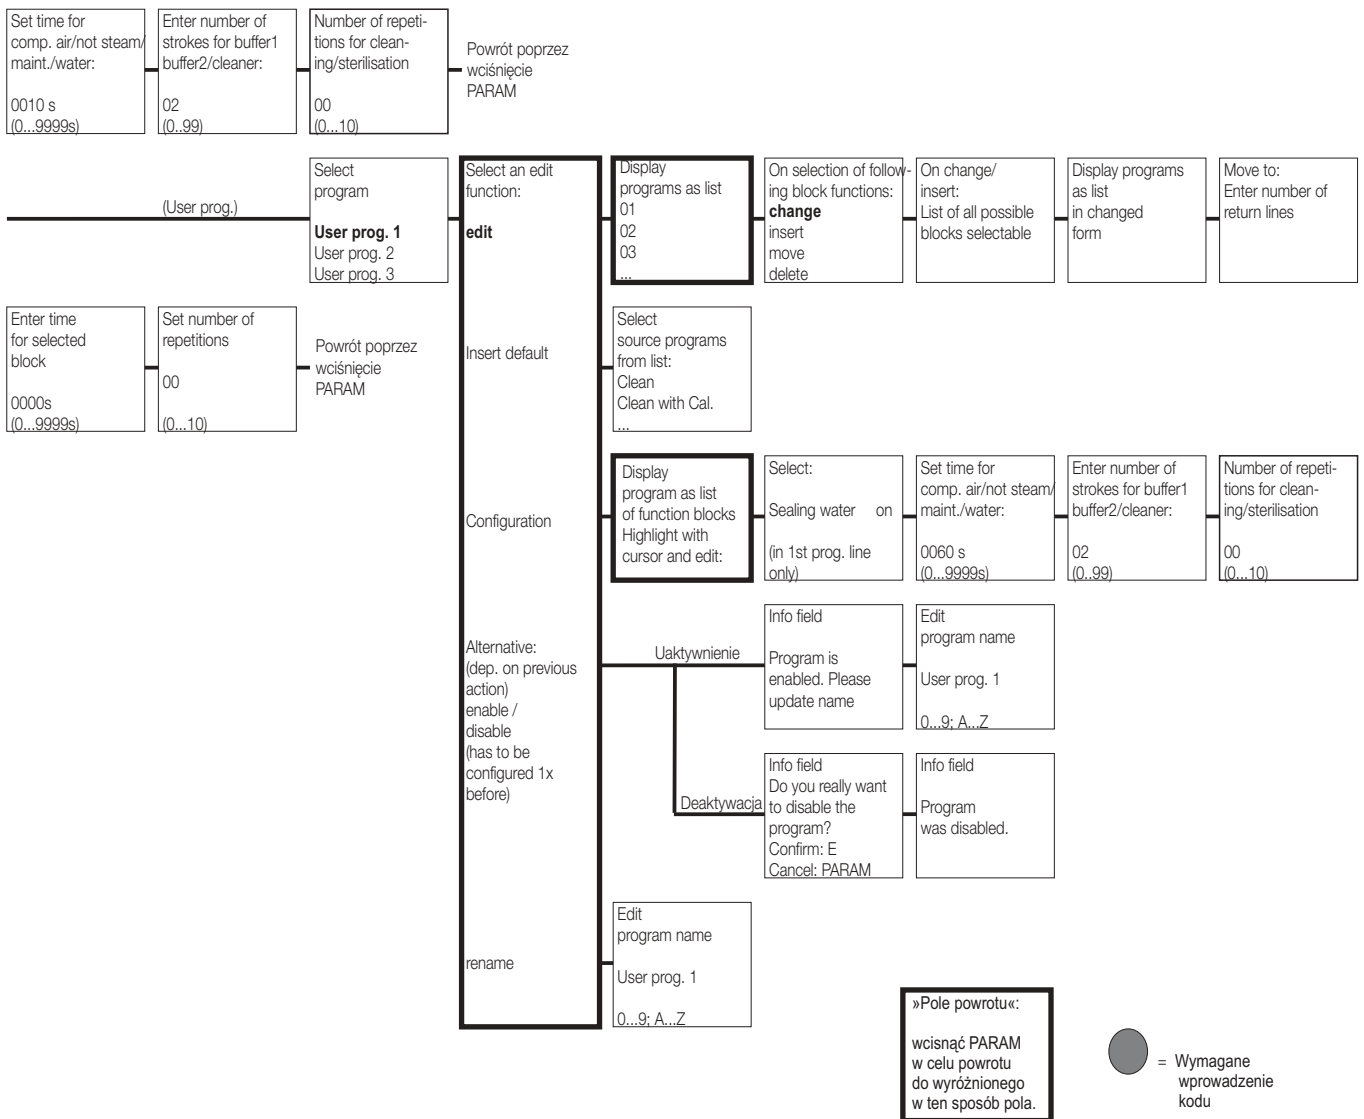 Set time for
comp. air/not steam/
maint./water:
0010 s
(0...9999s)
Enter number of
strokes for buffer1
buffer2/cleaner:
02
(0..99)
Number of repeti-
tions for clean-
ing/sterilisation
00
(0...10)
Powrót poprzez
wciśnięcie
PARAM
(User prog.)
Select
program
User prog. 1
User prog. 2
User prog. 3
Select an edit
function:
edit
Insert default
Configuration
Alternative:
(dep. on previous
action)
enable /
disable
(has to be
configured 1x
before)
rename
Display
programs as list
01
02
03
...
On selection of follow-
ing block functions:
change
insert
move
delete
On change/
insert:
List of all possible
blocks selectable
Display programs
as list
in changed
form
Move to:
Enter number of
return lines
Enter time
for selected
block
0000s
(0...9999s)
Set number of
repetitions
00
(0...10)
Powrót poprzez
wciśnięcie
PARAM
Select
source programs
from list:
Clean
Clean with Cal.
...
Display
program as list
of function blocks
Highlight with
cursor and edit:
Select:
Sealing water on
(in 1st prog. line
only)
Set time for
comp. air/not steam/
maint./water:
0060 s
(0...9999s)
Enter number of
strokes for buffer1
buffer2/cleaner:
02
(0..99)
Number of repeti-
tions for clean-
ing/sterilisation
00
(0...10)
Uaktywnienie
Info field
Program is
enabled. Please
update name
Edit
program name
User prog. 1
0...9; A...Z
Deaktywacja
Info field
Do you really want
to disable the
program?
Confirm: E
Cancel: PARAM
Info field
Program
was disabled.
Edit
program name
User prog. 1
0...9; A...Z
»Pole powrotu«:
wcisnąć PARAM
w celu powrotu
do wyróżnionego
w ten sposób pola.
= Wymagane
wprowadzenie
kodu